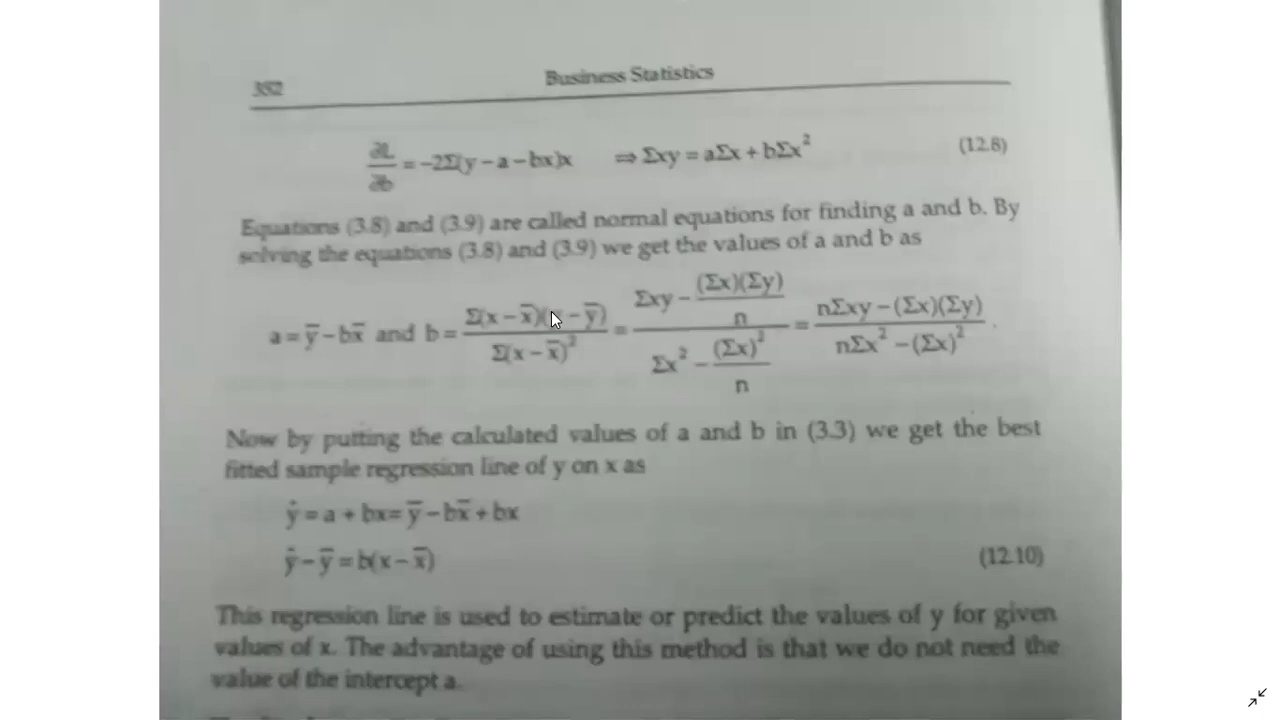 352 Business Statistics
∂L/∂b = −2Σ(y − a − bx)x ⇒ Σxy = aΣx + bΣx² (12.8)
Equations (3.8) and (3.9) are called normal equations for finding a and b. By
solving the equations (3.8) and (3.9) we get the values of a and b as
a = y̅ − bx̅ and b = Σ(x − x̅)( − y̅) / Σ(x − x̅)² = (Σxy − (Σx)(Σy)/n) / (Σx² − (Σx)²/n) = (nΣxy − (Σx)(Σy)) / (nΣx² − (Σx)²).
Now by putting the calculated values of a and b in (3.3) we get the best
fitted sample regression line of y on x as
ŷ = a + bx= y̅ − bx̅ + bx
ŷ − y̅ = b(x − x̅) (12.10)
This regression line is used to estimate or predict the values of y for given
values of x. The advantage of using this method is that we do not need the
value of the intercept a.